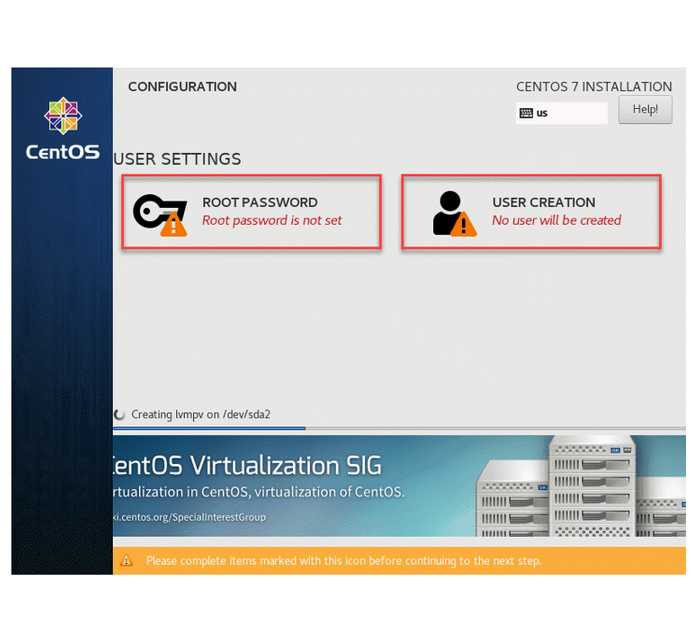 CONFIGURATION
CENTOS 7 INSTALLATION
us
Help!
CentOS
USER SETTINGS
ROOT PASSWORD
Root password is not set
USER CREATION
No user will be created
Creating lvmpv on /dev/sda2
CentOS Virtualization SIG
rtualization in CentOS, virtualization of CentOS.
ki.centos.org/SpecialInterestGroup
Please complete items marked with this icon before continuing to the next step.